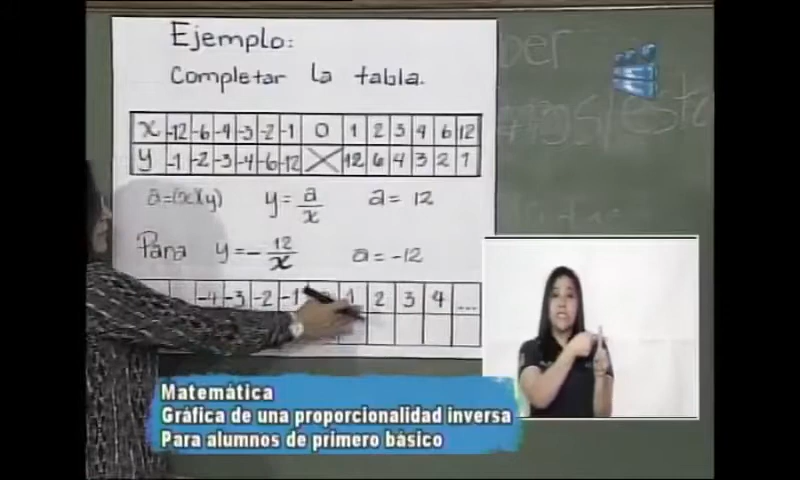 Ejemplo:
Completar la tabla.
x -12 -6 -4 -3 -2 -1 0 1 2 3 4 6 12
y -1 -2 -3 -4 -6 -12 12 6 4 3 2 1
a=(x)(y) y= a/x a= 12
Para y=- 12/x a= -12
-4 -3 -2 -1 1 2 3 4 ...
Matemática
Gráfica de una proporcionalidad inversa
Para alumnos de primero básico